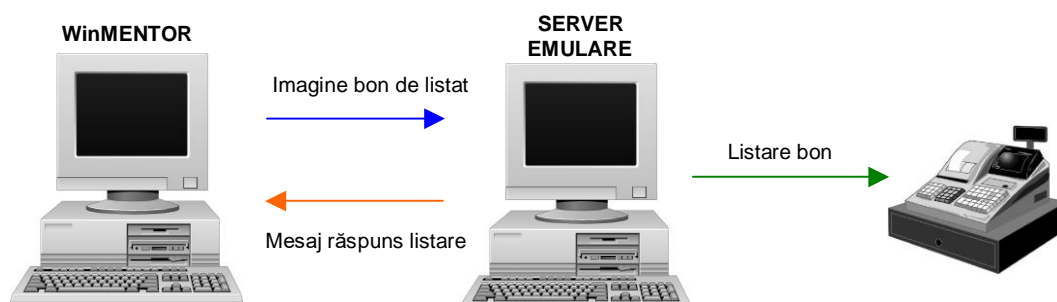 WinMENTOR
SERVER
EMULARE
Imagine bon de listat
Listare bon
Mesaj răspuns listare